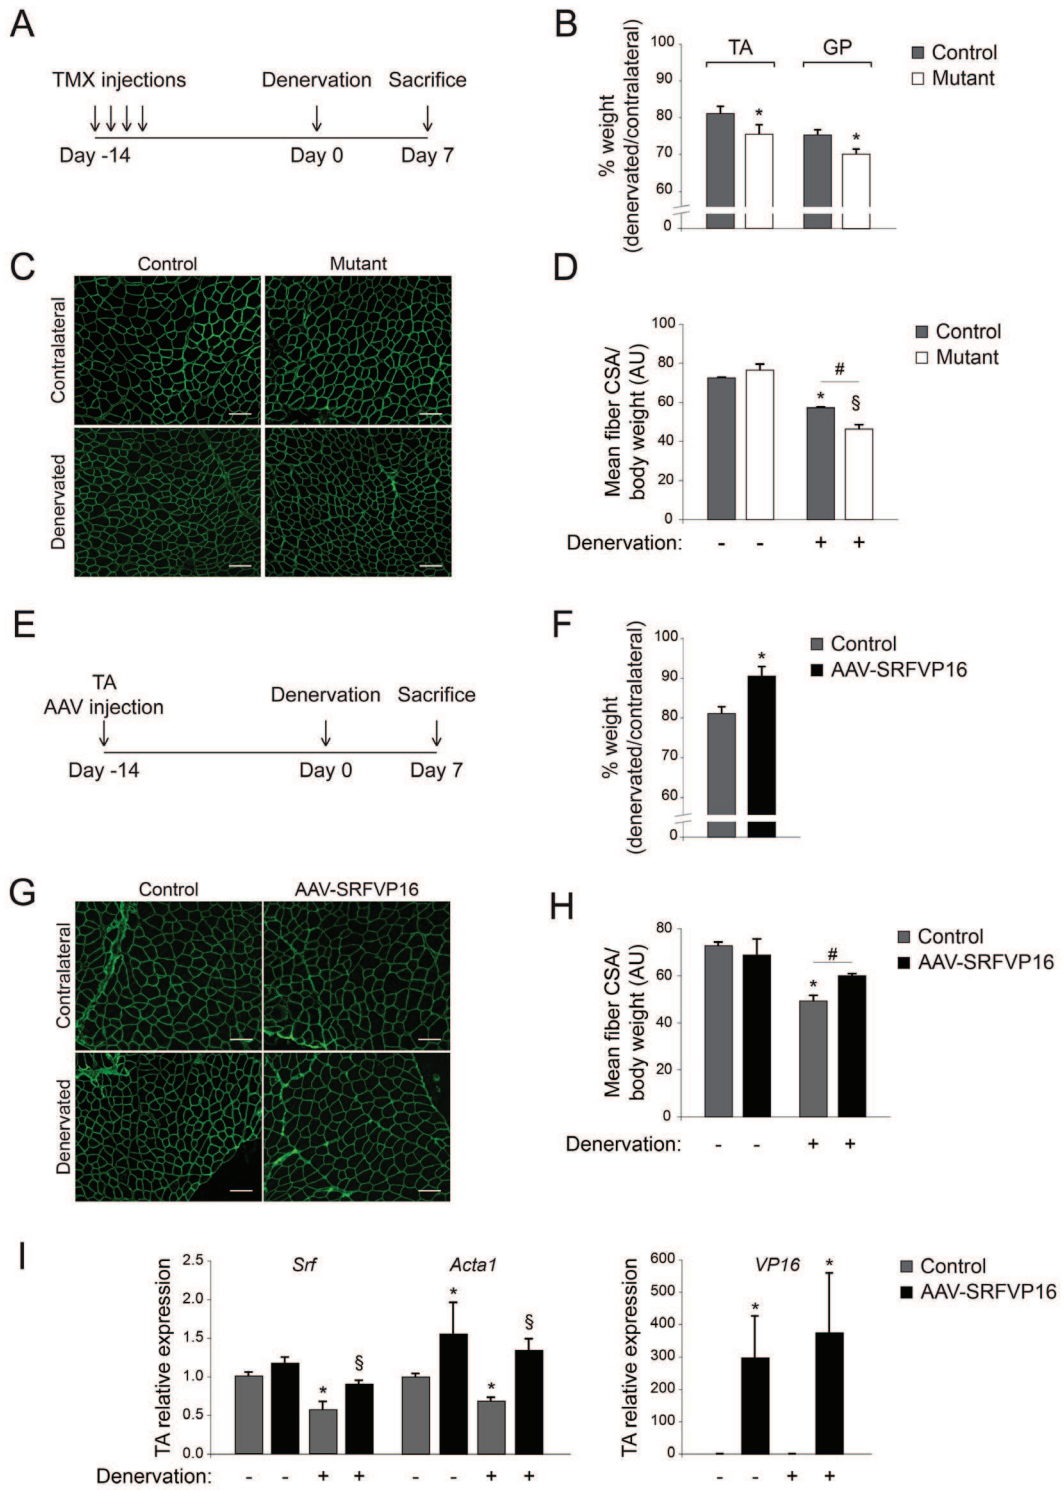 A
TMX injections
Denervation
Sacrifice
Day -14
Day 0
Day 7
B
% weight
(denervated/contralateral)
100
90
80
70
60
0
TA
GP
*
*
Control
Mutant
C
Control
Mutant
Contralateral
Denervated
D
Mean fiber CSA/
body weight (AU)
100
80
60
40
20
0
#
*
§
Control
Mutant
Denervation:
- - + +
E
TA
AAV injection
Denervation
Sacrifice
Day -14
Day 0
Day 7
F
% weight
(denervated/contralateral)
100
90
80
70
60
0
*
Control
AAV-SRFVP16
G
Control
AAV-SRFVP16
Contralateral
Denervated
H
Mean fiber CSA/
body weight (AU)
80
60
40
20
0
#
*
Control
AAV-SRFVP16
Denervation:
- - + +
I
TA relative expression
2.5
2.0
1.5
1.0
0.5
0.0
Srf
Acta1
*
§
*
*
§
Denervation:
- - + + - - + +
TA relative expression
600
500
400
300
200
100
0
VP16
*
*
Control
AAV-SRFVP16
- - + +